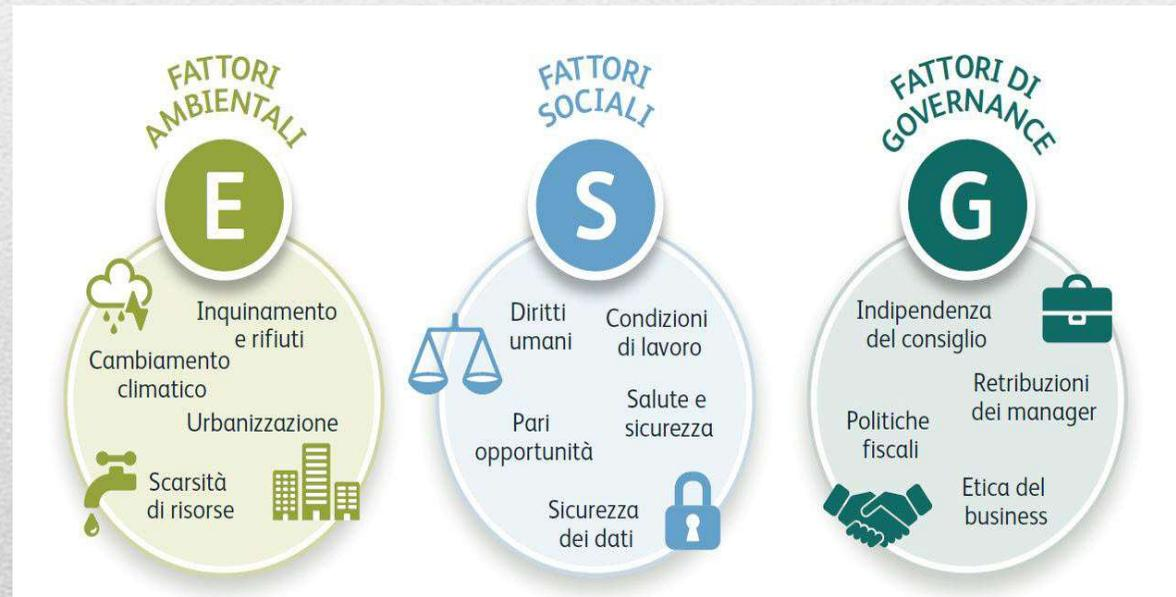 FATTORI
AMBIENTALI
E
Inquinamento
e rifiuti
Cambiamento
climatico
Urbanizzazione
Scarsità
di risorse
FATTORI
SOCIALI
S
Diritti
umani
Condizioni
di lavoro
Salute e
sicurezza
Pari
opportunità
Sicurezza
dei dati
FATTORI DI
GOVERNANCE
G
Indipendenza
del consiglio
Retribuzioni
dei manager
Politiche
fiscali
Etica del
business